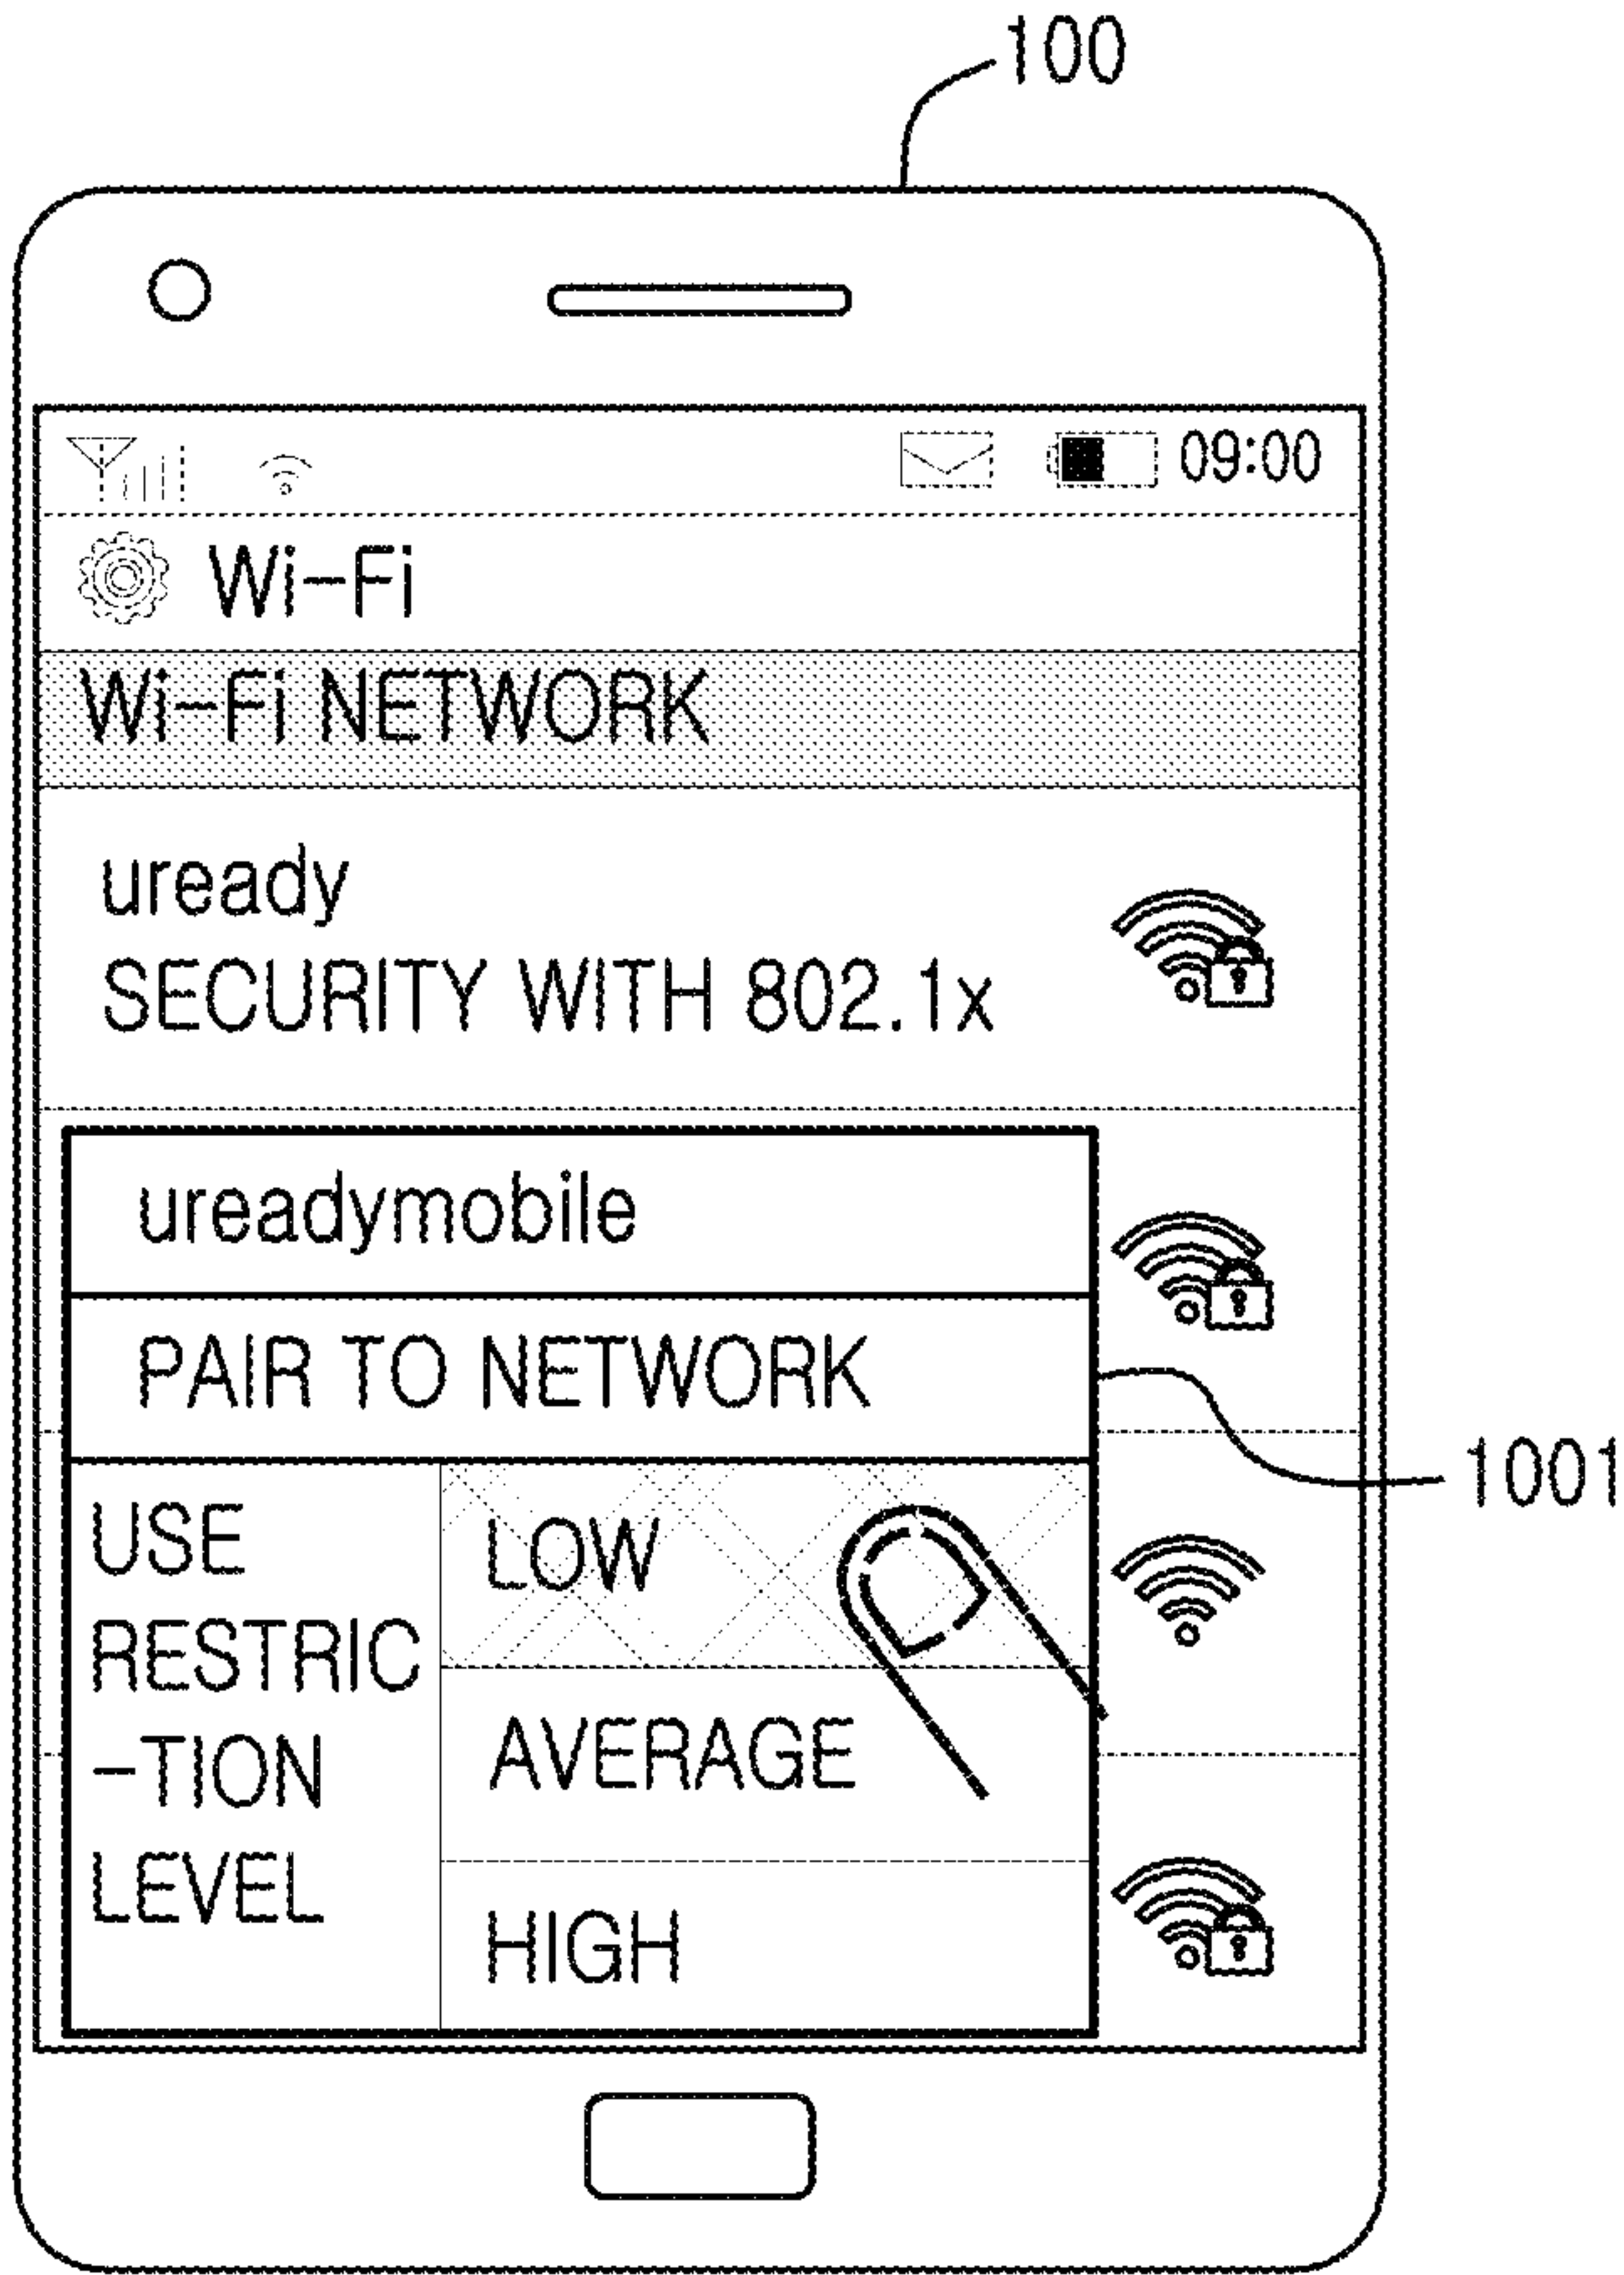 100
09:00
Wi-Fi
Wi-Fi NETWORK
uready
SECURITY WITH 802.1x
ureadymobile
PAIR TO NETWORK
1001
USE
RESTRIC
-TION
LEVEL
LOW
AVERAGE
HIGH